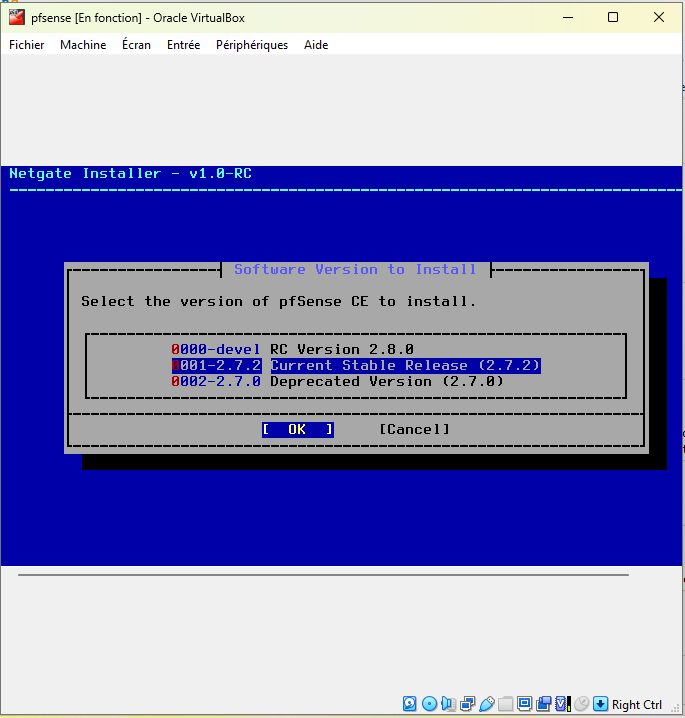 pfsense [En fonction] - Oracle VirtualBox
Fichier Machine Écran Entrée Périphériques Aide
Netgate Installer - v1.0-RC
Software Version to Install
Select the version of pfSense CE to install.
0000-devel RC Version 2.8.0
0001-2.7.2 Current Stable Release (2.7.2)
0002-2.7.0 Deprecated Version (2.7.0)
[ OK ] [Cancel]
Right Ctrl